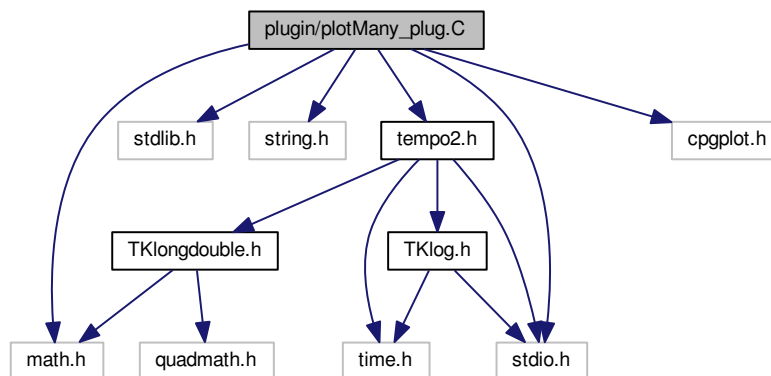 plugin/plotMany_plug.C
stdlib.h
string.h
tempo2.h
cpgplot.h
TKlongdouble.h
TKlog.h
math.h
quadmath.h
time.h
stdio.h